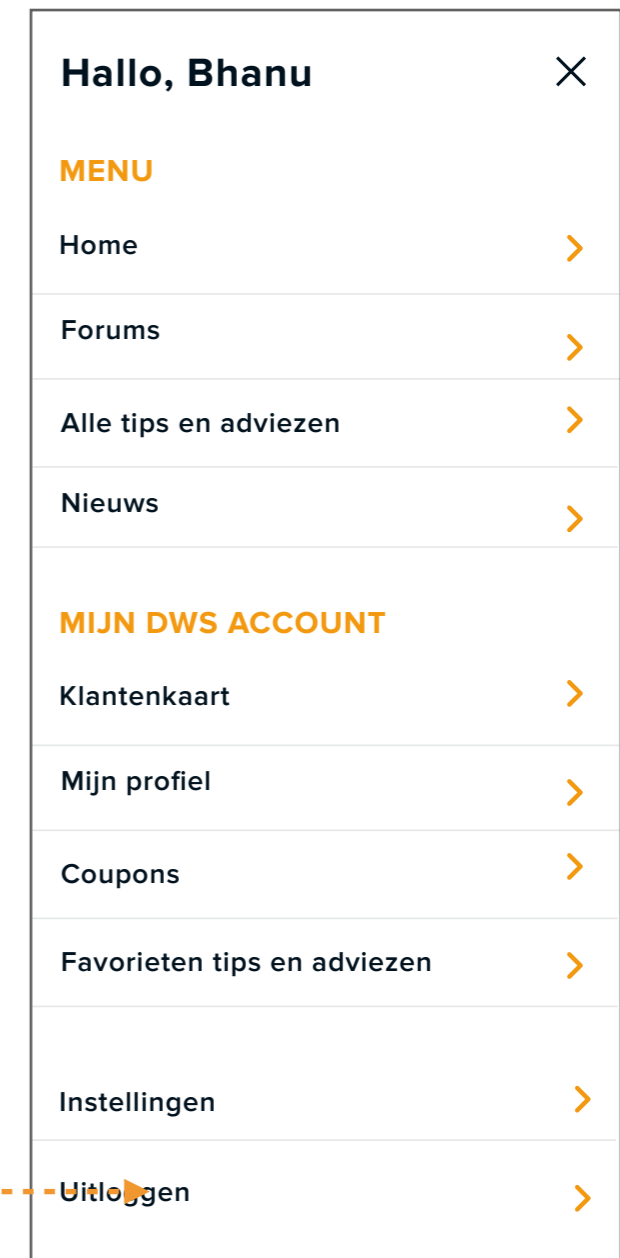 Hallo, Bhanu
MENU
Home
Forums
Alle tips en adviezen
Nieuws
MIJN DWS ACCOUNT
Klantenkaart
Mijn profiel
Coupons
Favorieten tips en adviezen
Instellingen
Uitloggen